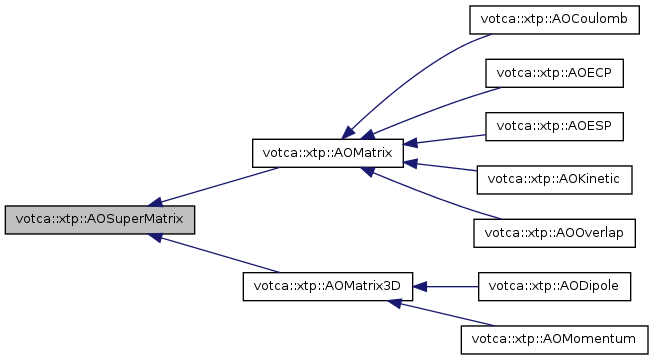 votca::xtp::AOCoulomb
votca::xtp::AOECP
votca::xtp::AOESP
votca::xtp::AOMatrix
votca::xtp::AOKinetic
votca::xtp::AOSuperMatrix
votca::xtp::AOOverlap
votca::xtp::AOMatrix3D
votca::xtp::AODipole
votca::xtp::AOMomentum